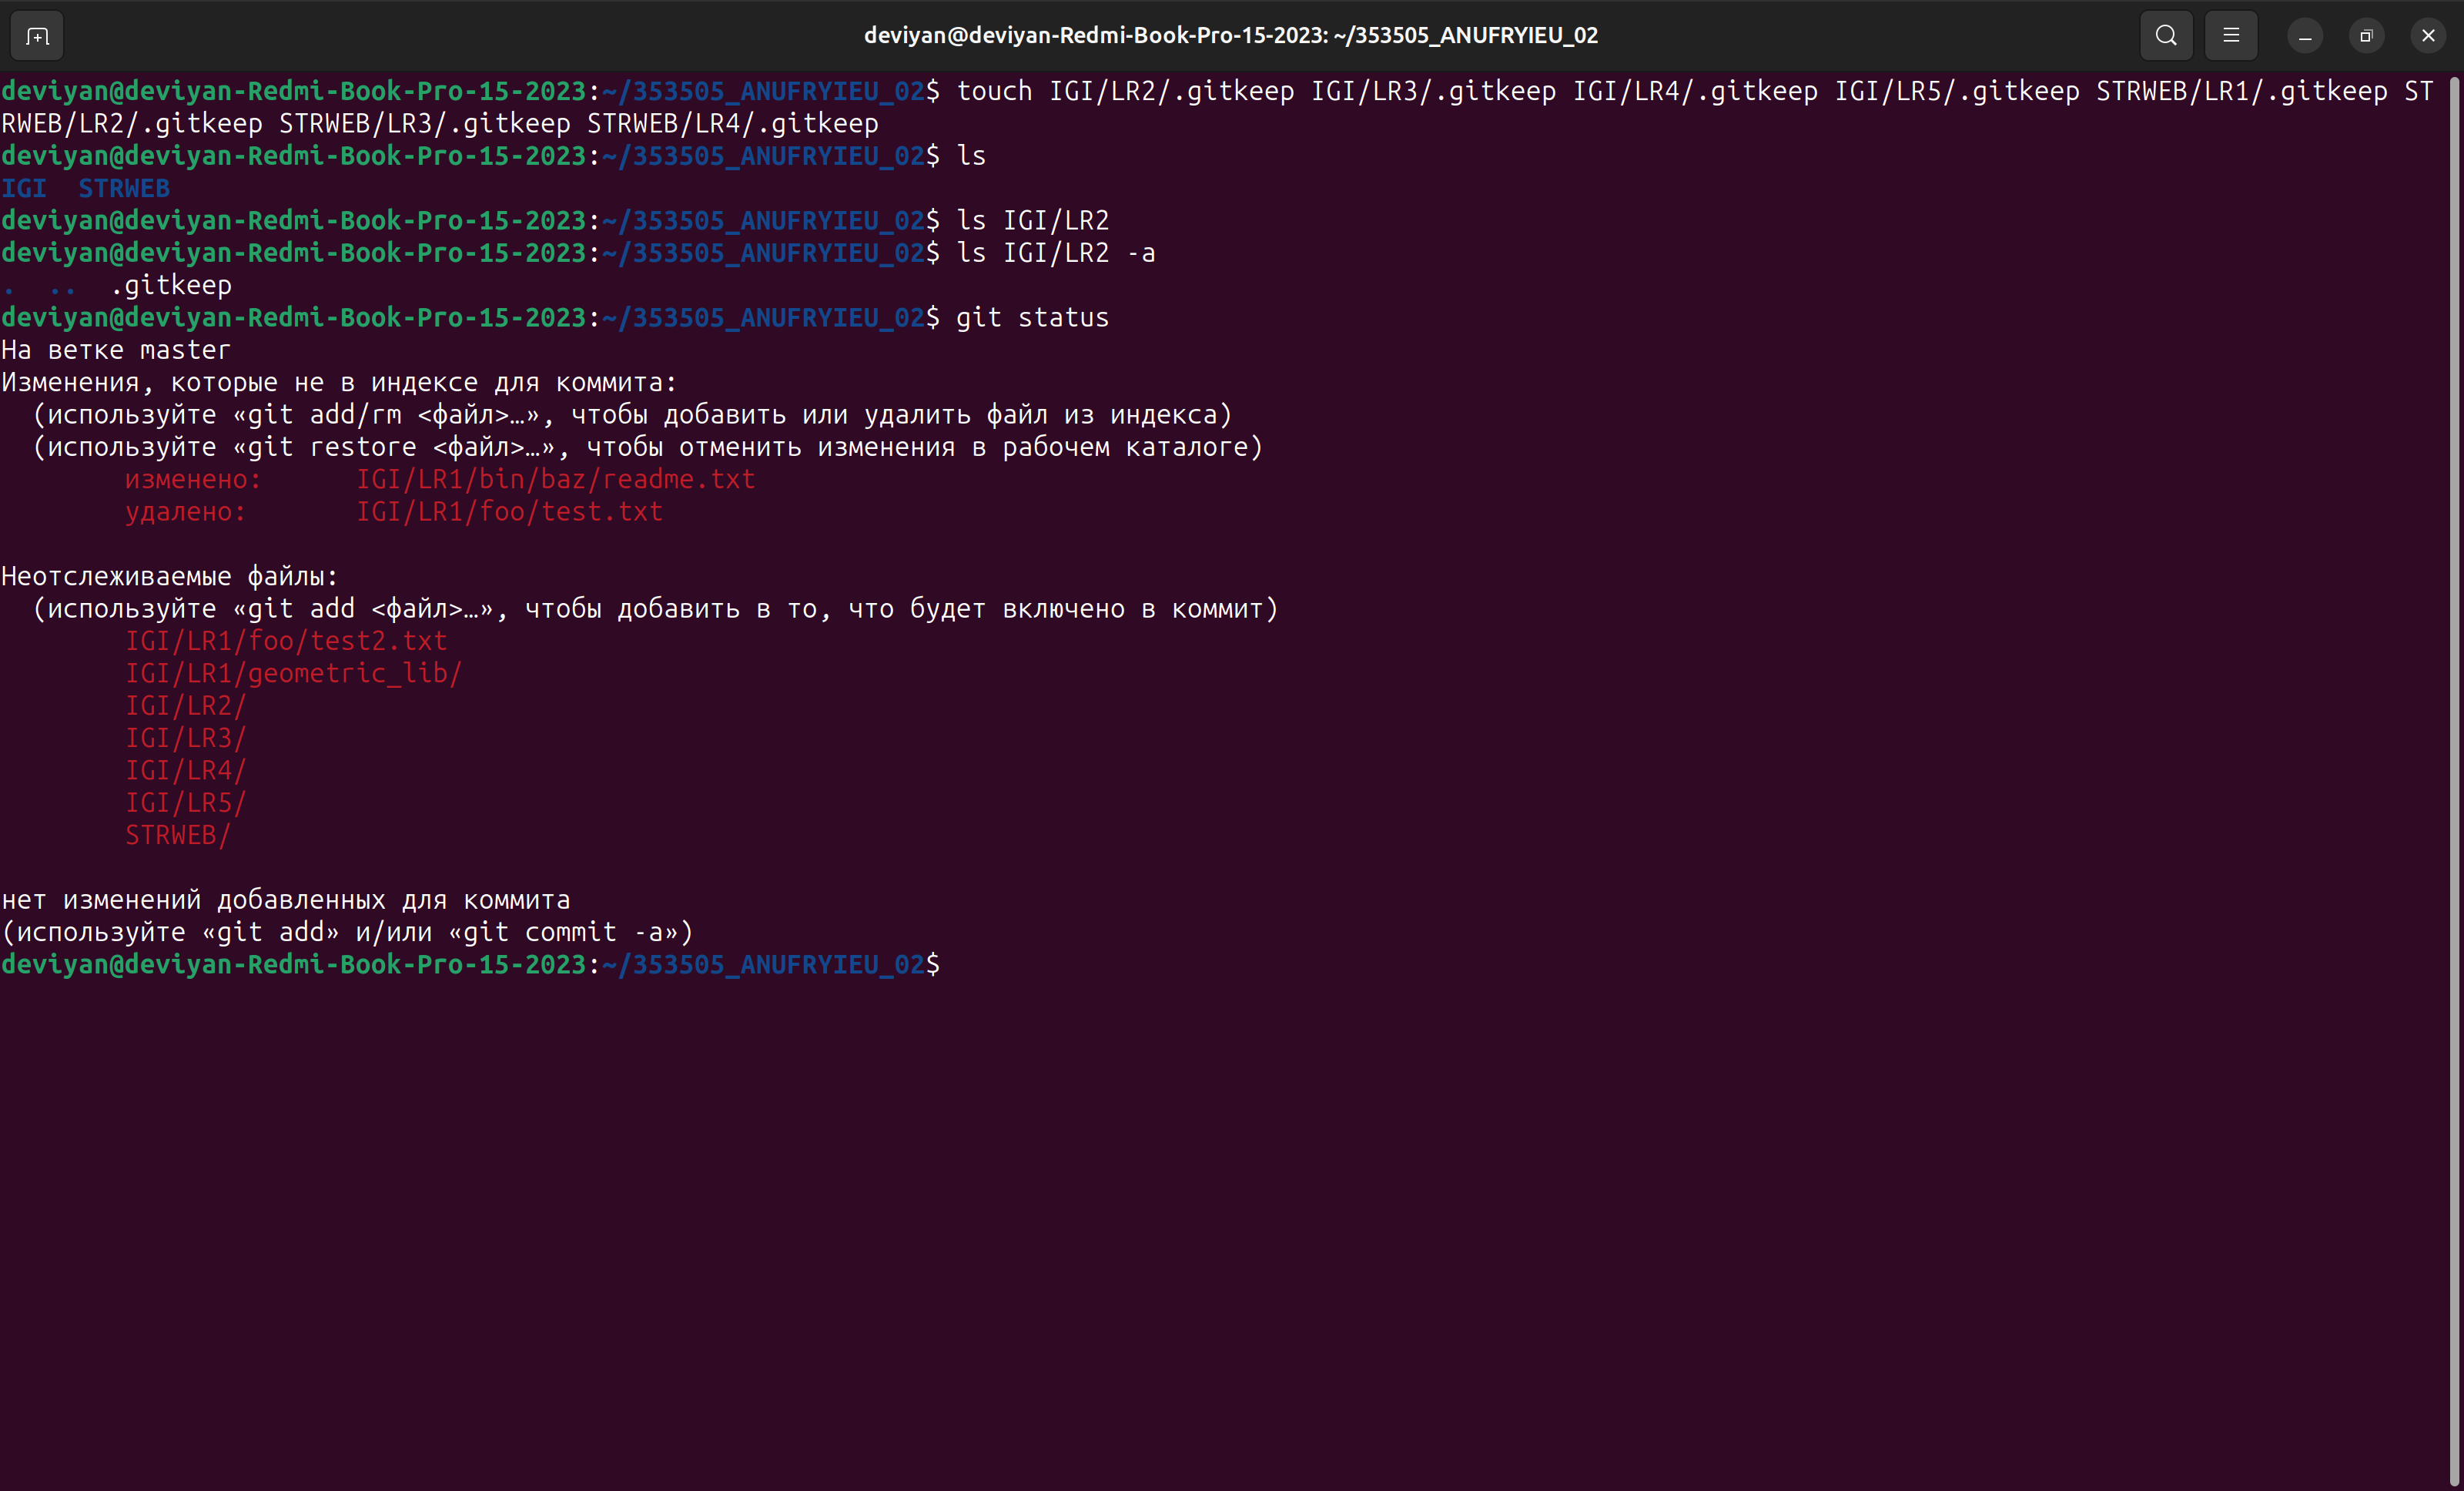 deviyan@deviyan-Redmi-Book-Pro-15-2023: ~/353505_ANUFRYIEU_02
deviyan@deviyan-Redmi-Book-Pro-15-2023:~/353505_ANUFRYIEU_02$ touch IGI/LR2/.gitkeep IGI/LR3/.gitkeep IGI/LR4/.gitkeep IGI/LR5/.gitkeep STRWEB/LR1/.gitkeep ST
RWEB/LR2/.gitkeep STRWEB/LR3/.gitkeep STRWEB/LR4/.gitkeep
deviyan@deviyan-Redmi-Book-Pro-15-2023:~/353505_ANUFRYIEU_02$ ls
IGI  STRWEB
deviyan@deviyan-Redmi-Book-Pro-15-2023:~/353505_ANUFRYIEU_02$ ls IGI/LR2
deviyan@deviyan-Redmi-Book-Pro-15-2023:~/353505_ANUFRYIEU_02$ ls IGI/LR2 -a
.  ..  .gitkeep
deviyan@deviyan-Redmi-Book-Pro-15-2023:~/353505_ANUFRYIEU_02$ git status
На ветке master
Изменения, которые не в индексе для коммита:
  (используйте «git add/rm <файл>…», чтобы добавить или удалить файл из индекса)
  (используйте «git restore <файл>…», чтобы отменить изменения в рабочем каталоге)
        изменено:      IGI/LR1/bin/baz/readme.txt
        удалено:       IGI/LR1/foo/test.txt
Неотслеживаемые файлы:
  (используйте «git add <файл>…», чтобы добавить в то, что будет включено в коммит)
        IGI/LR1/foo/test2.txt
        IGI/LR1/geometric_lib/
        IGI/LR2/
        IGI/LR3/
        IGI/LR4/
        IGI/LR5/
        STRWEB/
нет изменений добавленных для коммита
(используйте «git add» и/или «git commit -a»)
deviyan@deviyan-Redmi-Book-Pro-15-2023:~/353505_ANUFRYIEU_02$